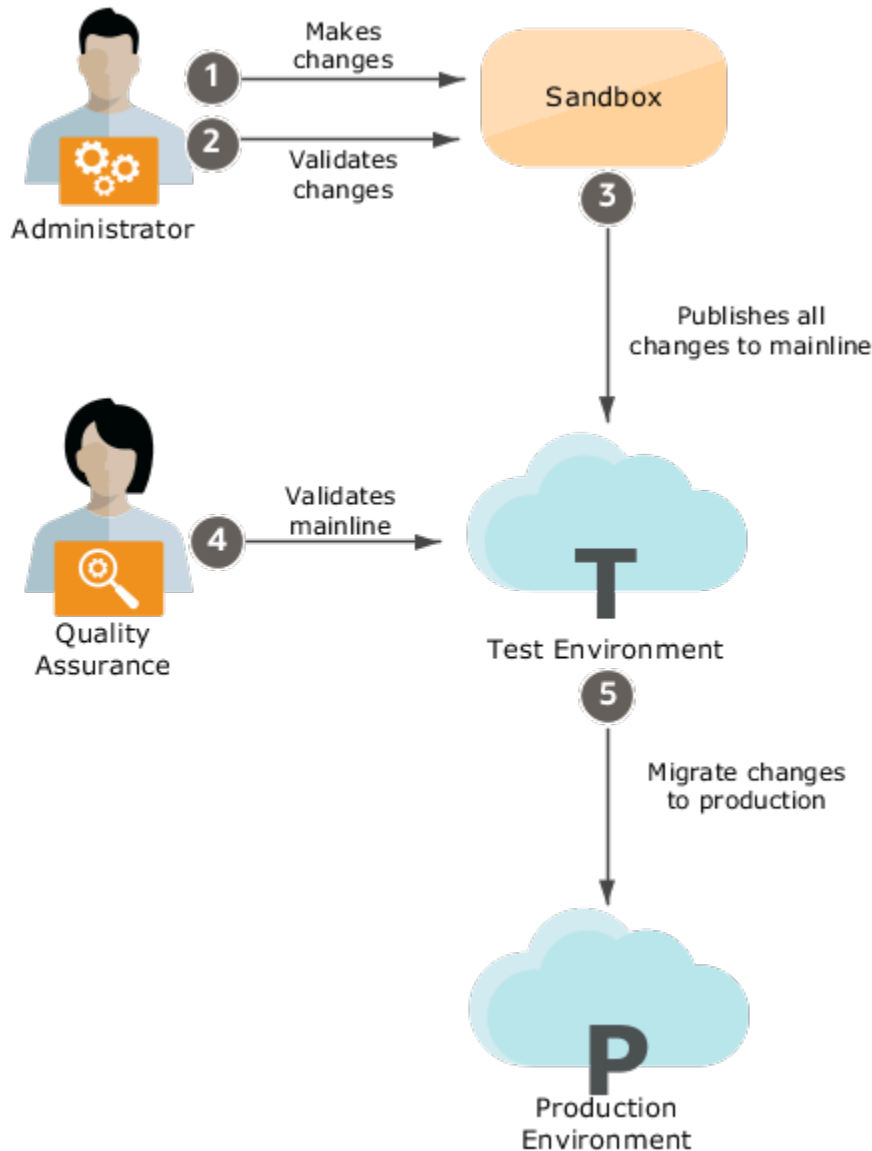 Makes
changes
1
Sandbox
2
Validates
changes
3
Administrator
Publishes all
changes to mainline
Validates
mainline
4
T
Quality
Assurance
Test Environment
5
Migrate changes
to production
P
Production
Environment